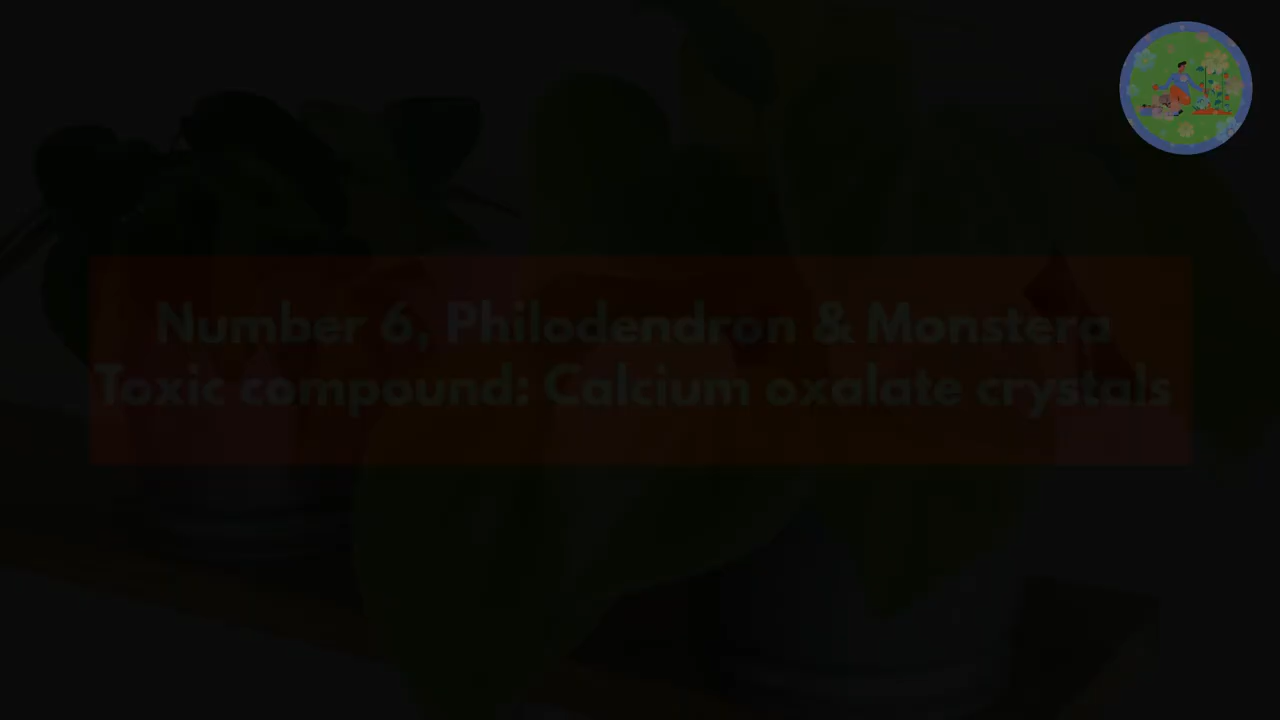 Number 6, Philodendron & Monstera
Toxic compound: Calcium oxalate crystals